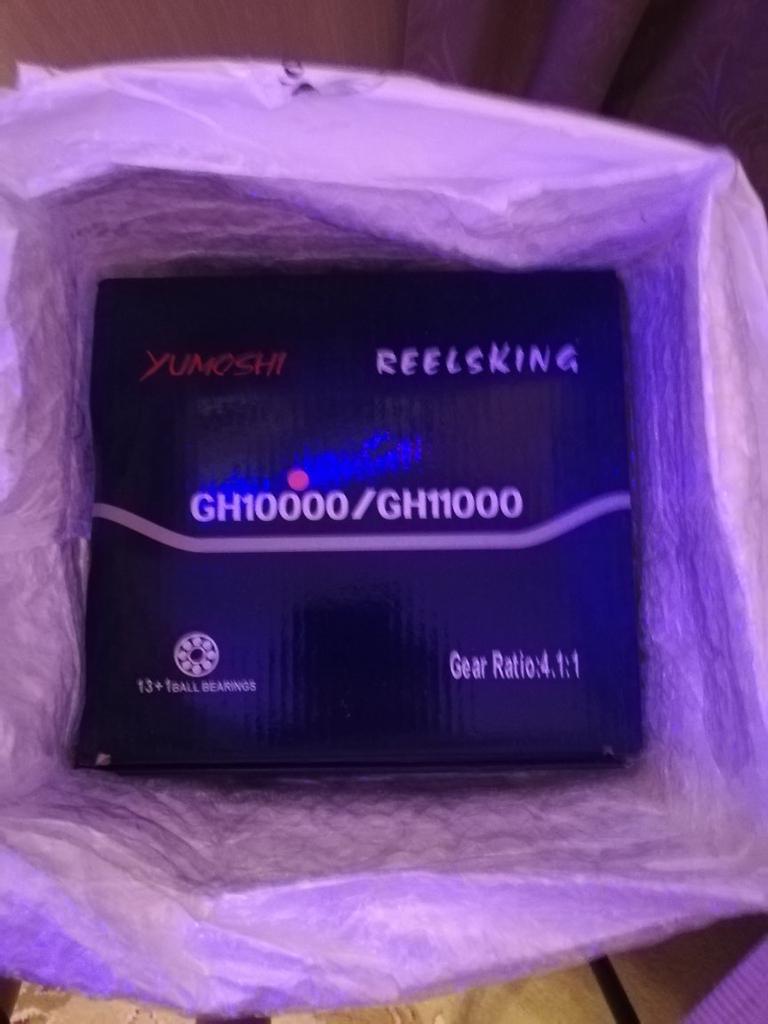 YUMOSHI REELSKING
GH10000/GH11000
Gear Ratio:4.1:1
13+1BALL BEARINGS